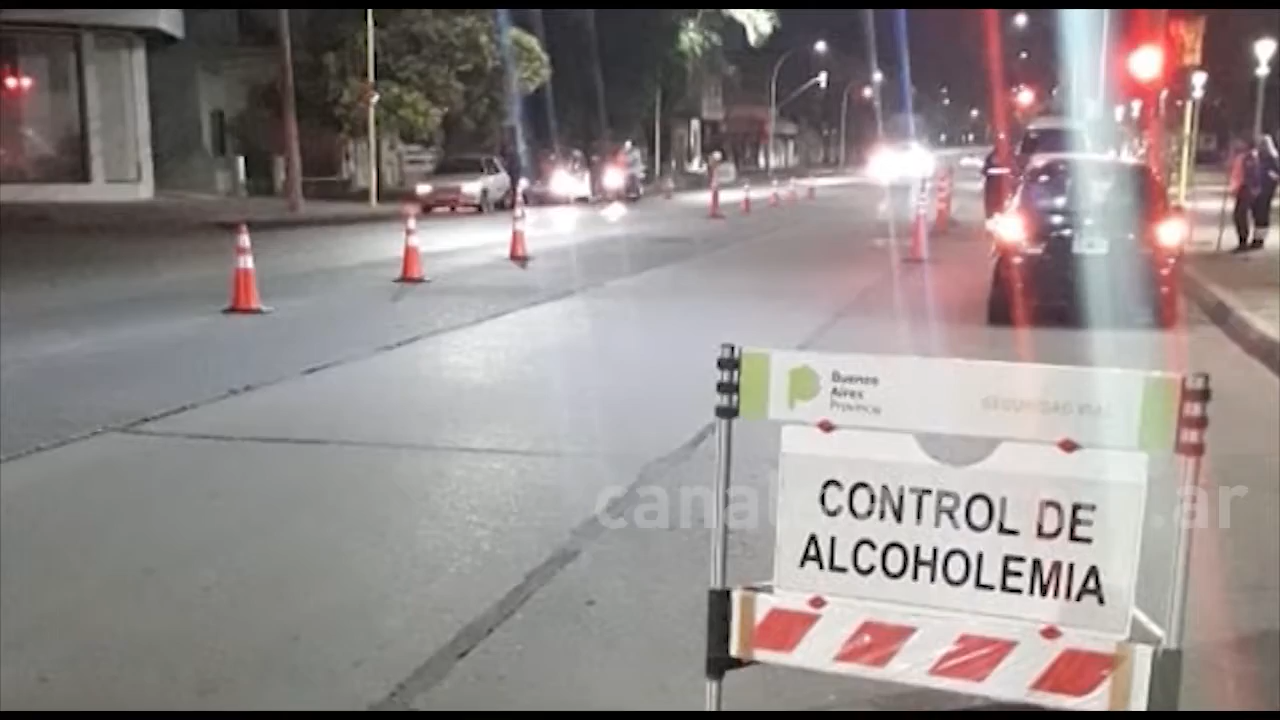 Buenos
Aires
Provincia
SEGURIDAD VIAL
CONTROL DE
ALCOHOLEMIA